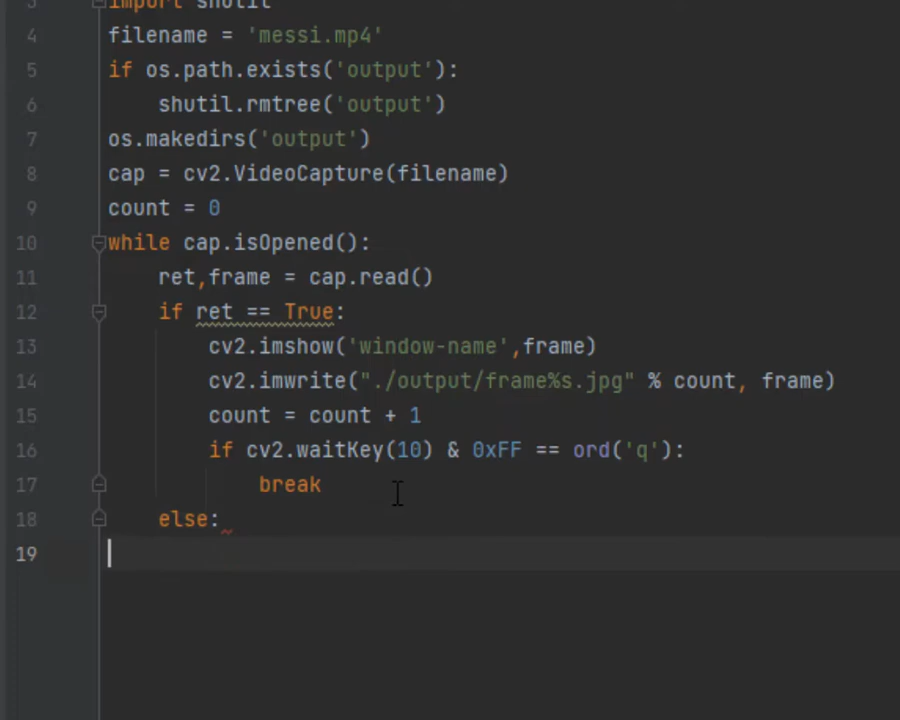 3 import shutil
4 filename = 'messi.mp4'
5 if os.path.exists('output'):
6 shutil.rmtree('output')
7 os.makedirs('output')
8 cap = cv2.VideoCapture(filename)
9 count = 0
10 while cap.isOpened():
11 ret,frame = cap.read()
12 if ret == True:
13 cv2.imshow('window-name',frame)
14 cv2.imwrite("./output/frame%s.jpg" % count, frame)
15 count = count + 1
16 if cv2.waitKey(10) & 0xFF == ord('q'):
17 break
18 else:
19